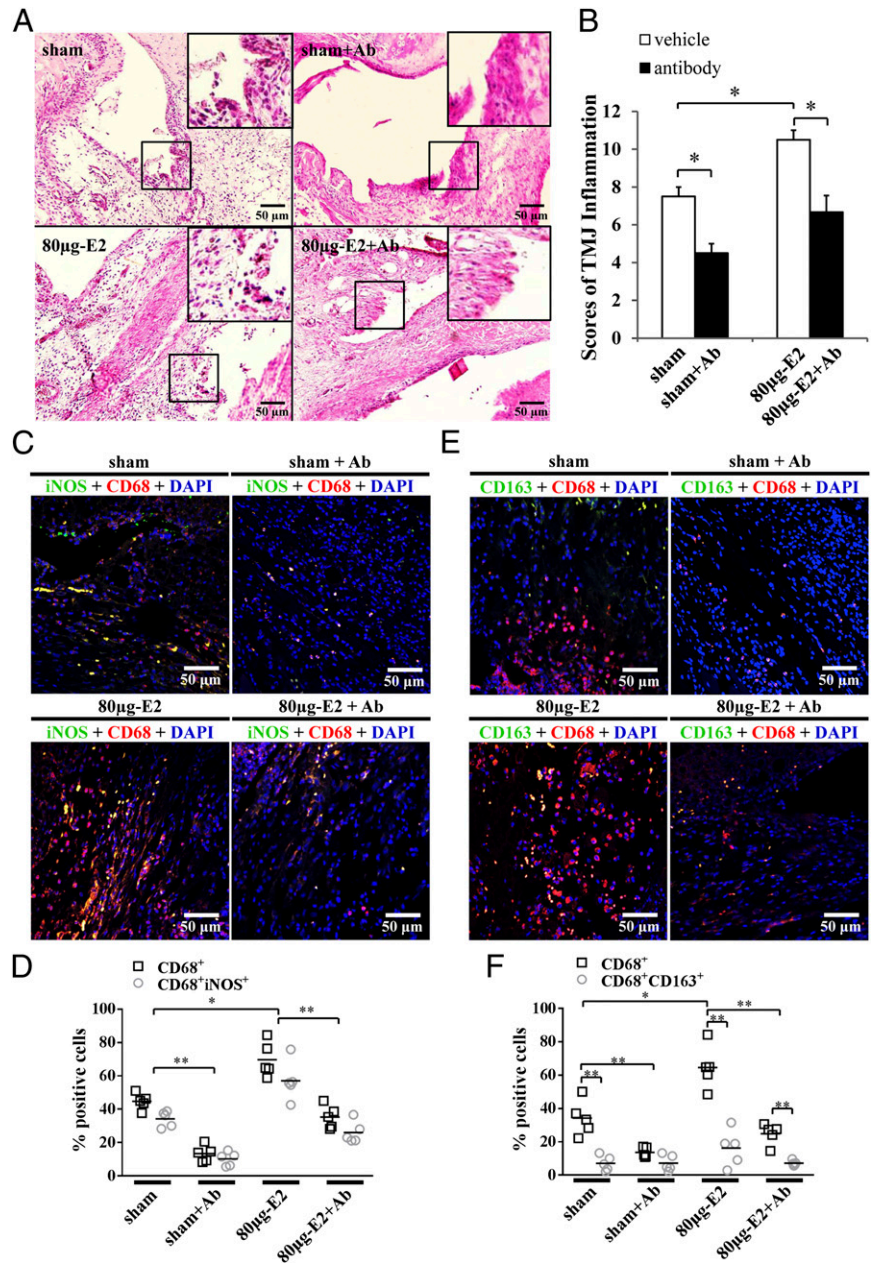 A
sham
sham+Ab
50 µm
50 µm
80µg-E2
80µg-E2+Ab
50 µm
50 µm
B
vehicle
antibody
Scores of TMJ Inflammation
12
10
8
6
4
2
0
*
*
*
sham
sham+Ab
80µg-E2
80µg-E2+Ab
C
sham
sham + Ab
iNOS + CD68 + DAPI
iNOS + CD68 + DAPI
50 µm
50 µm
80µg-E2
80µg-E2 + Ab
iNOS + CD68 + DAPI
iNOS + CD68 + DAPI
50 µm
50 µm
E
sham
sham + Ab
CD163 + CD68 + DAPI
CD163 + CD68 + DAPI
50 µm
50 µm
80µg-E2
80µg-E2 + Ab
CD163 + CD68 + DAPI
CD163 + CD68 + DAPI
50 µm
50 µm
D
CD68⁺
CD68⁺iNOS⁺
% positive cells
100
80
60
40
20
0
*
**
**
sham
sham+Ab
80µg-E2
80µg-E2+Ab
F
CD68⁺
CD68⁺CD163⁺
% positive cells
100
80
60
40
20
0
*
**
**
**
**
**
sham
sham+Ab
80µg-E2
80µg-E2+Ab